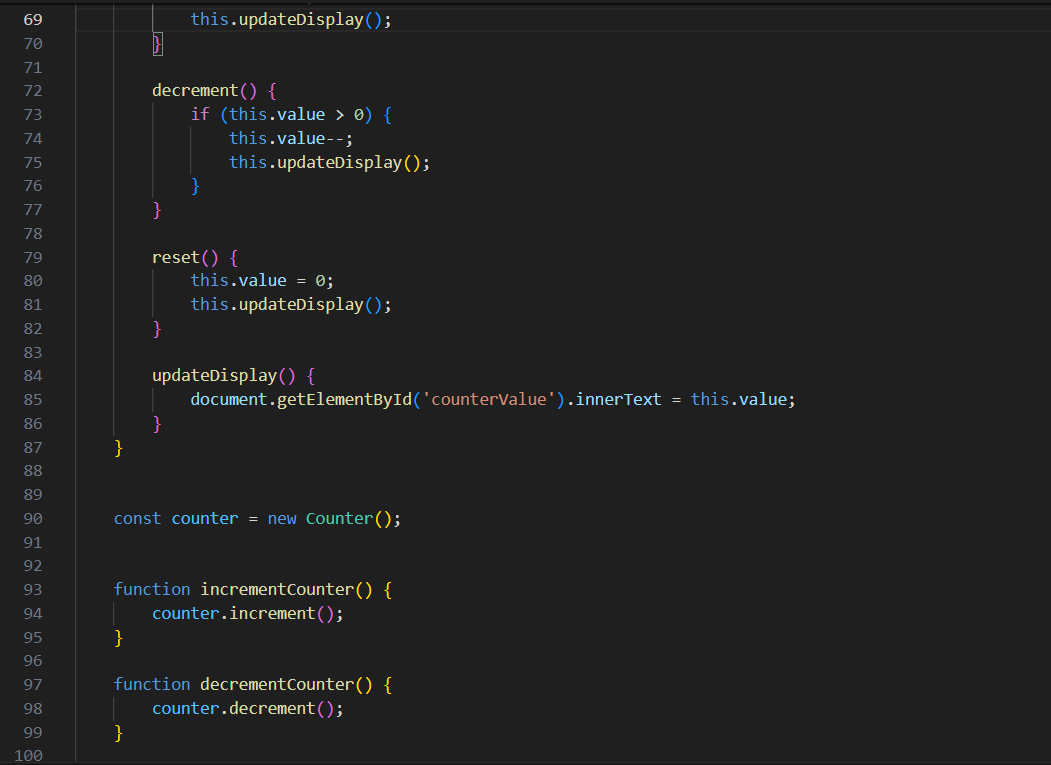 69 this.updateDisplay();
70 }
71
72 decrement() {
73 if (this.value > 0) {
74 this.value--;
75 this.updateDisplay();
76 }
77 }
78
79 reset() {
80 this.value = 0;
81 this.updateDisplay();
82 }
83
84 updateDisplay() {
85 document.getElementById('counterValue').innerText = this.value;
86 }
87 }
88
89
90 const counter = new Counter();
91
92
93 function incrementCounter() {
94 counter.increment();
95 }
96
97 function decrementCounter() {
98 counter.decrement();
99 }
100